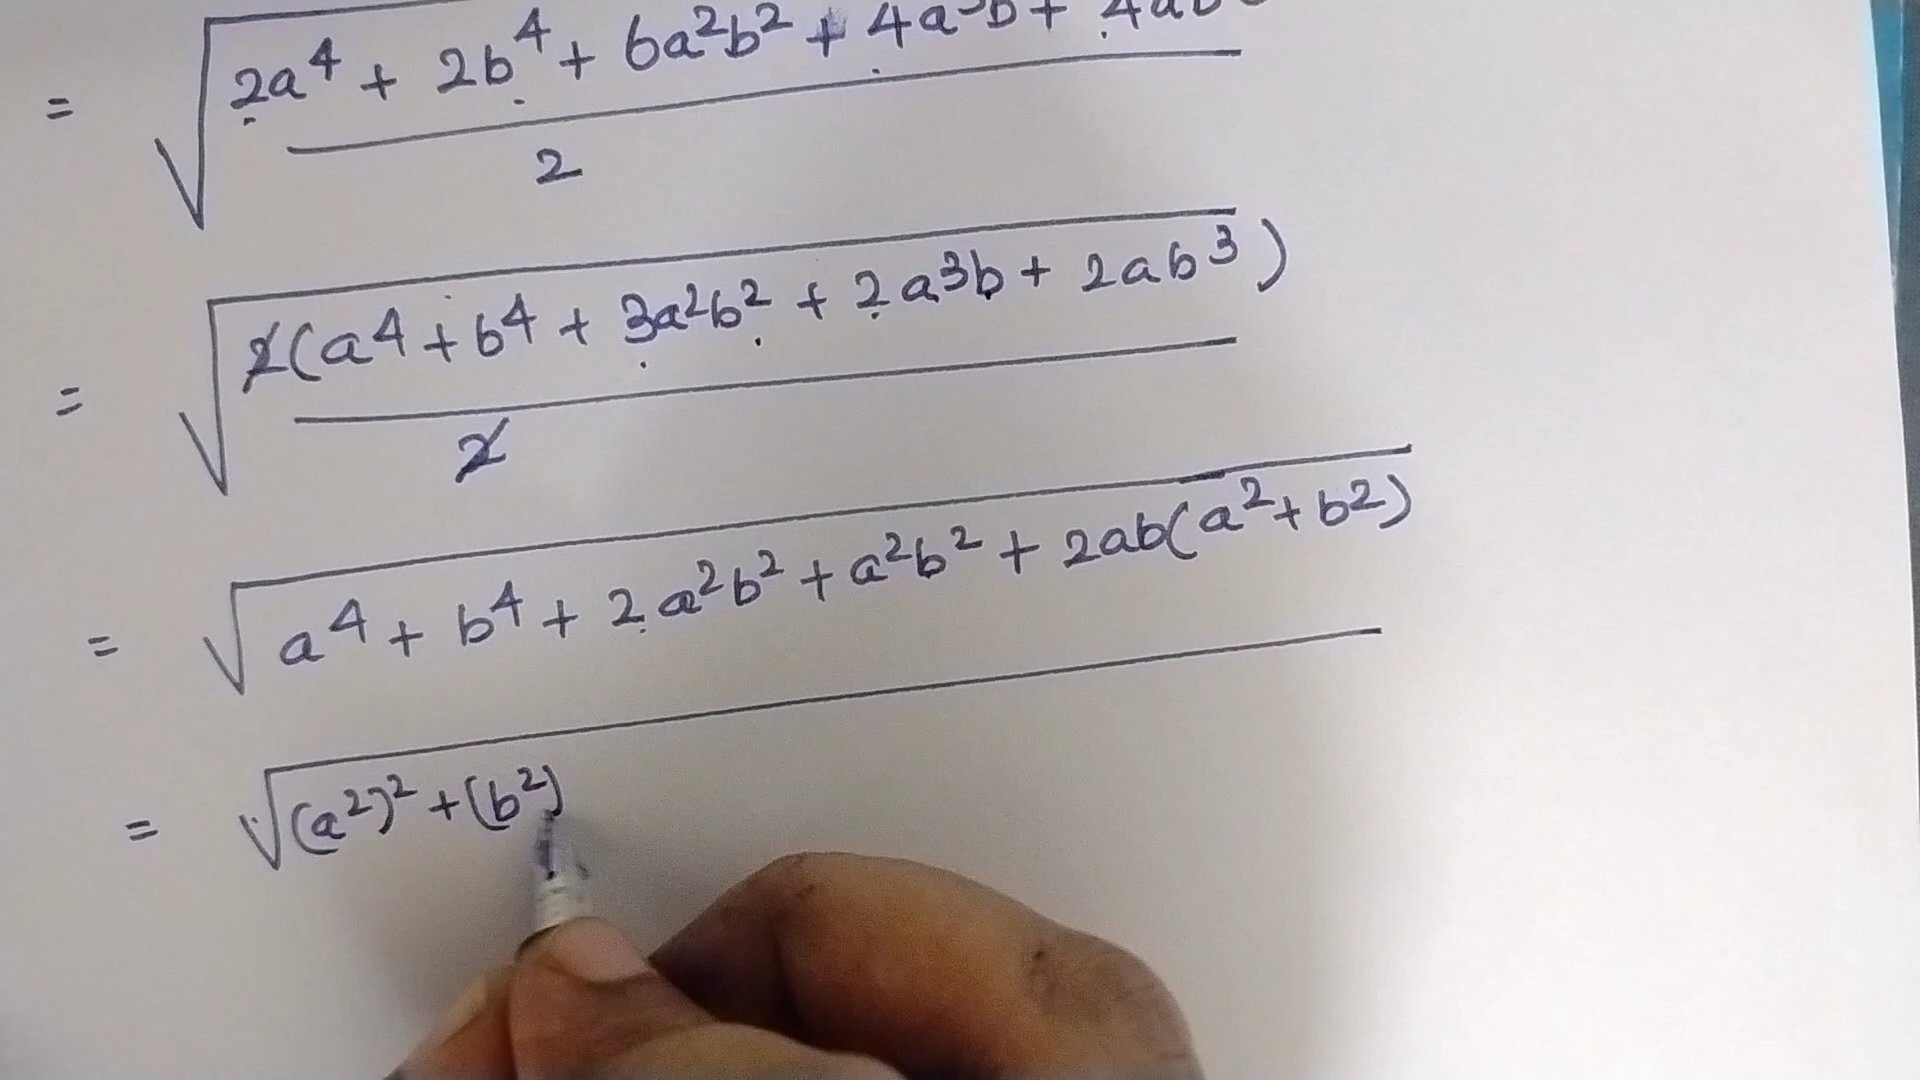 = √2a⁴ + 2b⁴ + 6a²b² + 4a³b + 4ab
2
= √2(a⁴ + b⁴ + 3a²b² + 2a³b + 2ab³)
2
= √a⁴ + b⁴ + 2a²b² + a²b² + 2ab(a² + b²)
= √(a²)² + (b²)